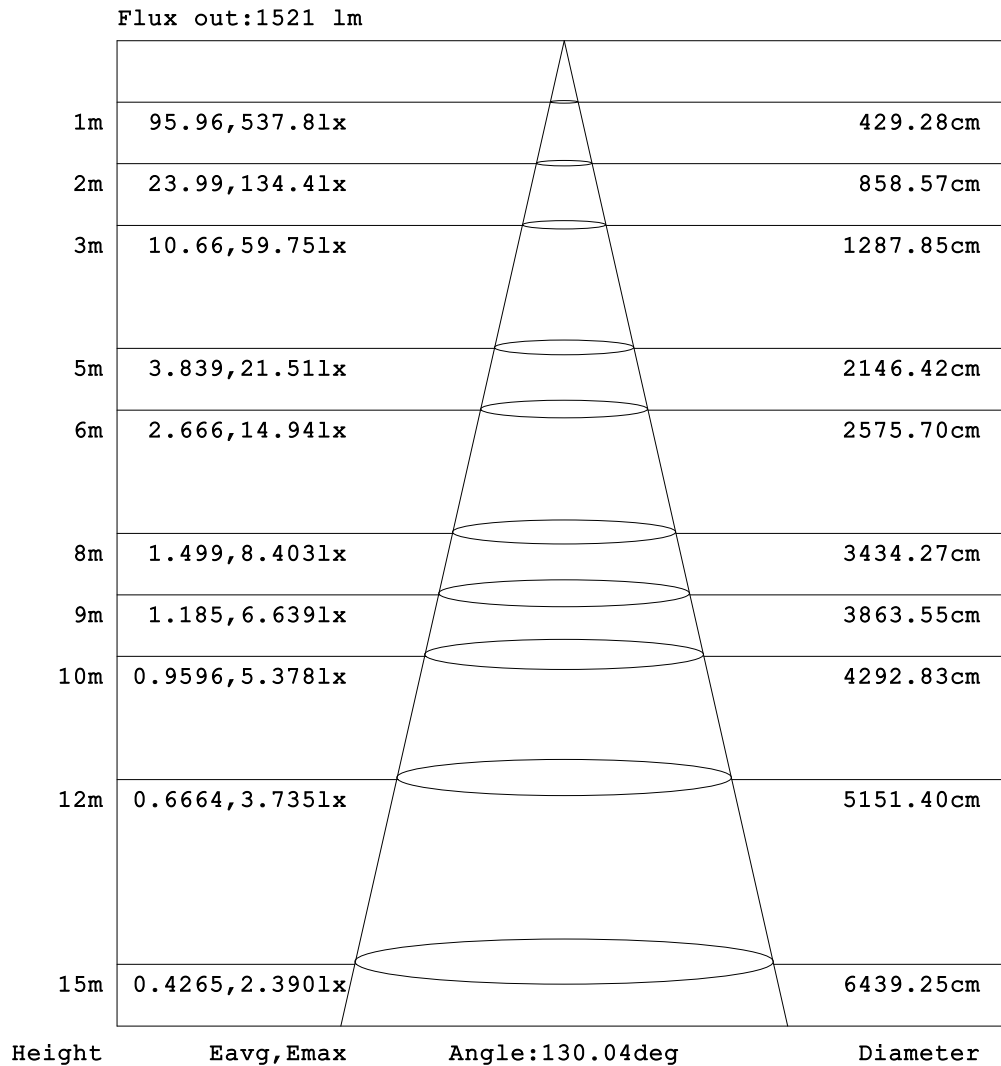 Flux out:1521 lm
1m 95.96,537.8lx 429.28cm
2m 23.99,134.4lx 858.57cm
3m 10.66,59.75lx 1287.85cm
5m 3.839,21.51lx 2146.42cm
6m 2.666,14.94lx 2575.70cm
8m 1.499,8.403lx 3434.27cm
9m 1.185,6.639lx 3863.55cm
10m 0.9596,5.378lx 4292.83cm
12m 0.6664,3.735lx 5151.40cm
15m 0.4265,2.390lx 6439.25cm
Height Eavg,Emax Angle:130.04deg Diameter